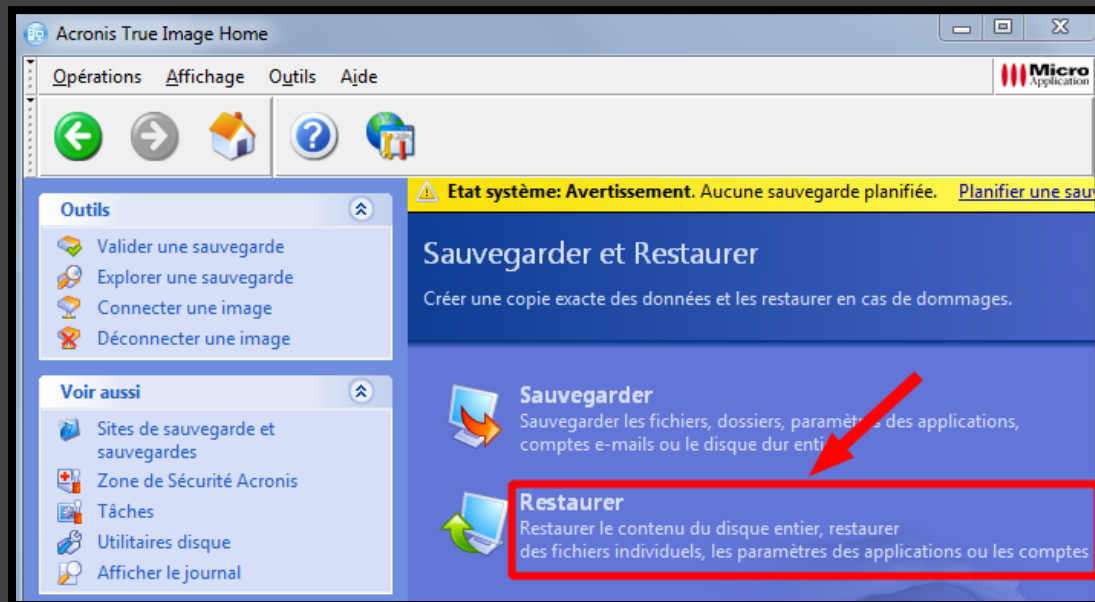 Acronis True Image Home
Opérations Affichage Outils Aide
Micro
Application
Etat système: Avertissement. Aucune sauvegarde planifiée. Planifier une sau
Outils
Valider une sauvegarde
Explorer une sauvegarde
Connecter une image
Déconnecter une image
Voir aussi
Sites de sauvegarde et
sauvegardes
Zone de Sécurité Acronis
Tâches
Utilitaires disque
Afficher le journal
Sauvegarder et Restaurer
Créer une copie exacte des données et les restaurer en cas de dommages.
Sauvegarder
Sauvegarder les fichiers, dossiers, paramètres des applications,
comptes e-mails ou le disque dur enti
Restaurer
Restaurer le contenu du disque entier, restaurer
des fichiers individuels, les paramètres des applications ou les comptes